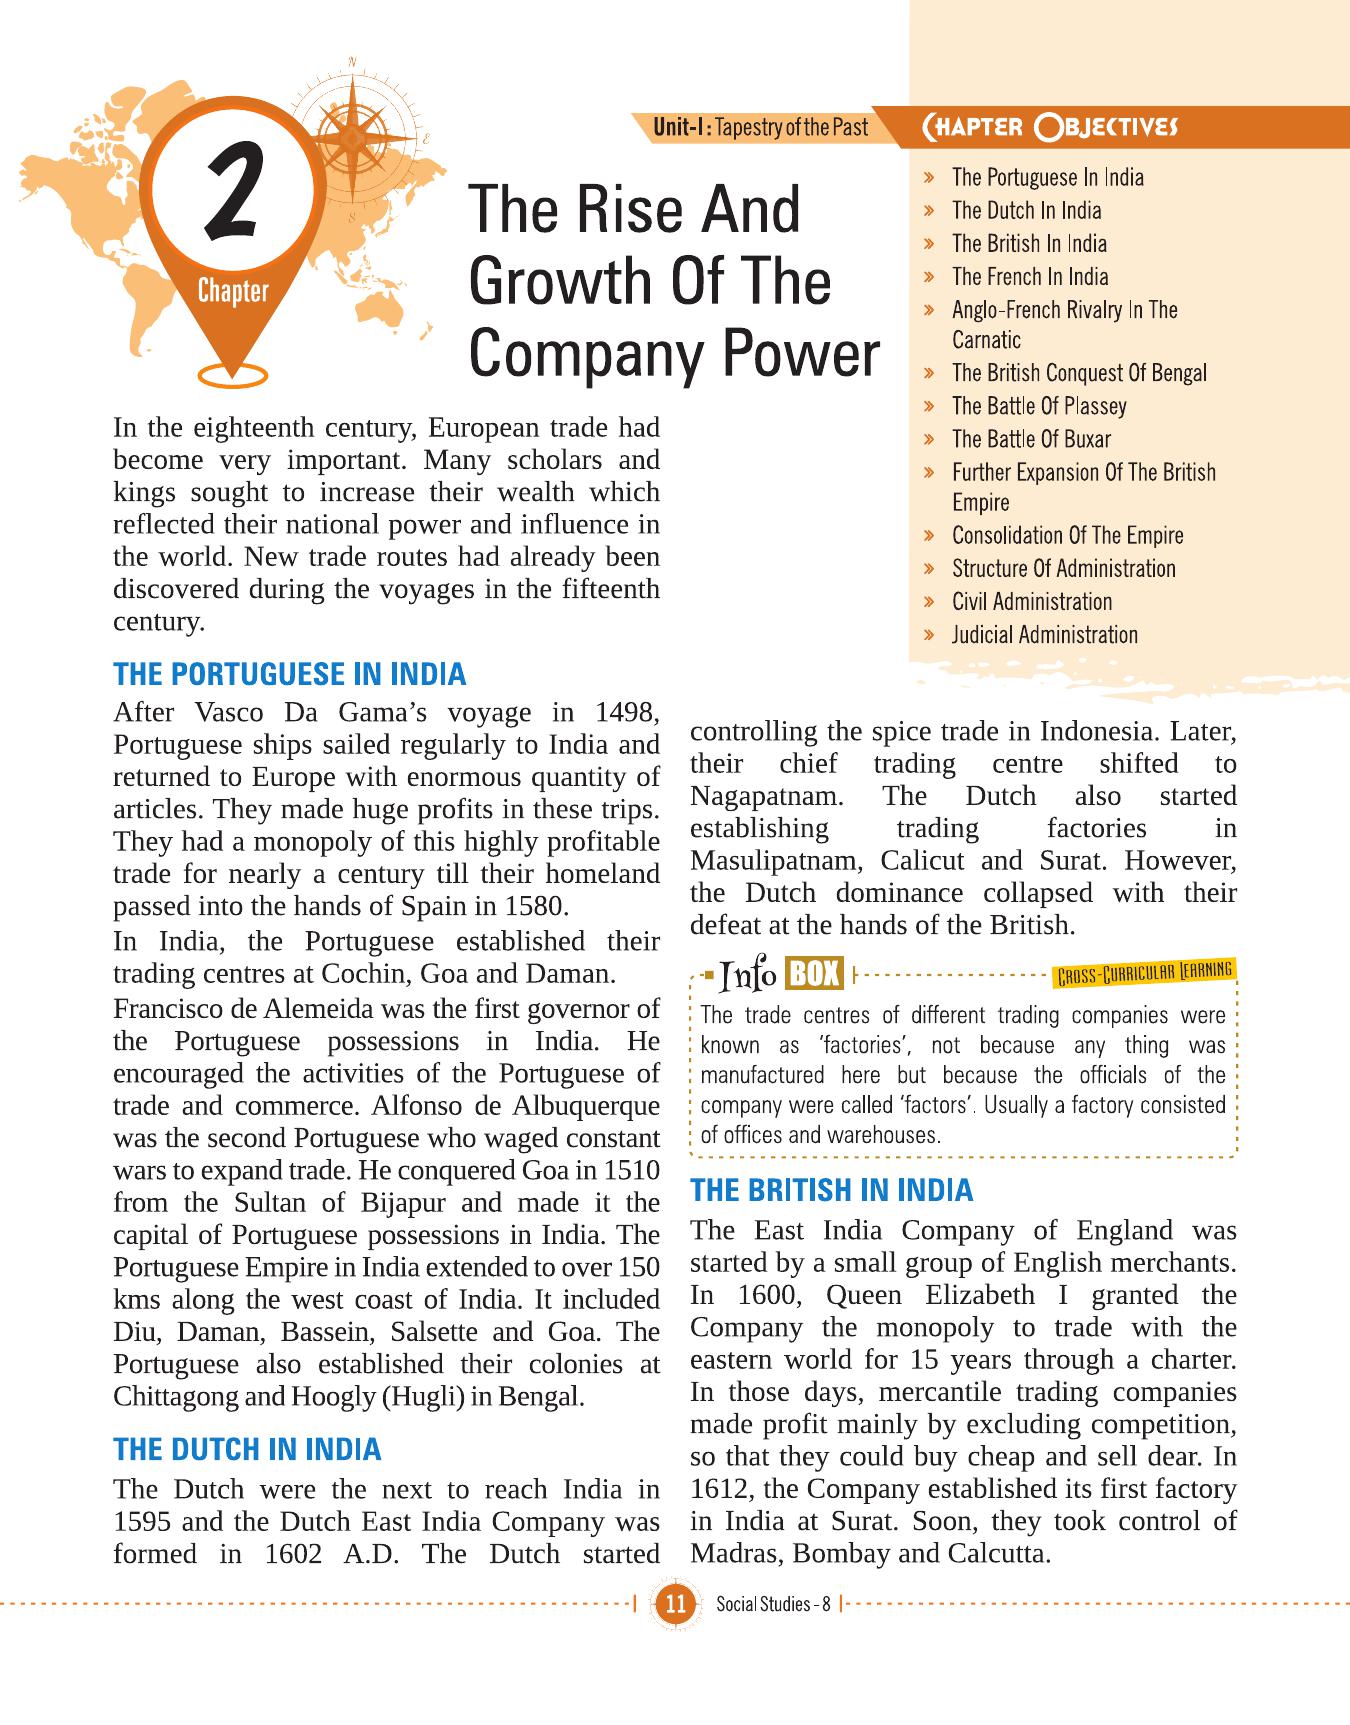 N
E
S
2
Chapter
Unit-I : Tapestry of the Past
The Rise And
Growth Of The
Company Power
CHAPTER OBJECTIVES
» The Portuguese In India
» The Dutch In India
» The British In India
» The French In India
» Anglo-French Rivalry In The
Carnatic
» The British Conquest Of Bengal
» The Battle Of Plassey
» The Battle Of Buxar
» Further Expansion Of The British
Empire
» Consolidation Of The Empire
» Structure Of Administration
» Civil Administration
» Judicial Administration
In the eighteenth century, European trade had
become very important. Many scholars and
kings sought to increase their wealth which
reflected their national power and influence in
the world. New trade routes had already been
discovered during the voyages in the fifteenth
century.
THE PORTUGUESE IN INDIA
After Vasco Da Gama’s voyage in 1498,
Portuguese ships sailed regularly to India and
returned to Europe with enormous quantity of
articles. They made huge profits in these trips.
They had a monopoly of this highly profitable
trade for nearly a century till their homeland
passed into the hands of Spain in 1580.
In India, the Portuguese established their
trading centres at Cochin, Goa and Daman.
Francisco de Alemeida was the first governor of
the Portuguese possessions in India. He
encouraged the activities of the Portuguese of
trade and commerce. Alfonso de Albuquerque
was the second Portuguese who waged constant
wars to expand trade. He conquered Goa in 1510
from the Sultan of Bijapur and made it the
capital of Portuguese possessions in India. The
Portuguese Empire in India extended to over 150
kms along the west coast of India. It included
Diu, Daman, Bassein, Salsette and Goa. The
Portuguese also established their colonies at
Chittagong and Hoogly (Hugli) in Bengal.
THE DUTCH IN INDIA
The Dutch were the next to reach India in
1595 and the Dutch East India Company was
formed in 1602 A.D. The Dutch started
controlling the spice trade in Indonesia. Later,
their chief trading centre shifted to
Nagapatnam. The Dutch also started
establishing trading factories in
Masulipatnam, Calicut and Surat. However,
the Dutch dominance collapsed with their
defeat at the hands of the British.
Info BOX
CROSS-CURRICULAR LEARNING
The trade centres of different trading companies were
known as ‘factories’, not because any thing was
manufactured here but because the officials of the
company were called ‘factors’. Usually a factory consisted
of offices and warehouses.
THE BRITISH IN INDIA
The East India Company of England was
started by a small group of English merchants.
In 1600, Queen Elizabeth I granted the
Company the monopoly to trade with the
eastern world for 15 years through a charter.
In those days, mercantile trading companies
made profit mainly by excluding competition,
so that they could buy cheap and sell dear. In
1612, the Company established its first factory
in India at Surat. Soon, they took control of
Madras, Bombay and Calcutta.
11 Social Studies - 8